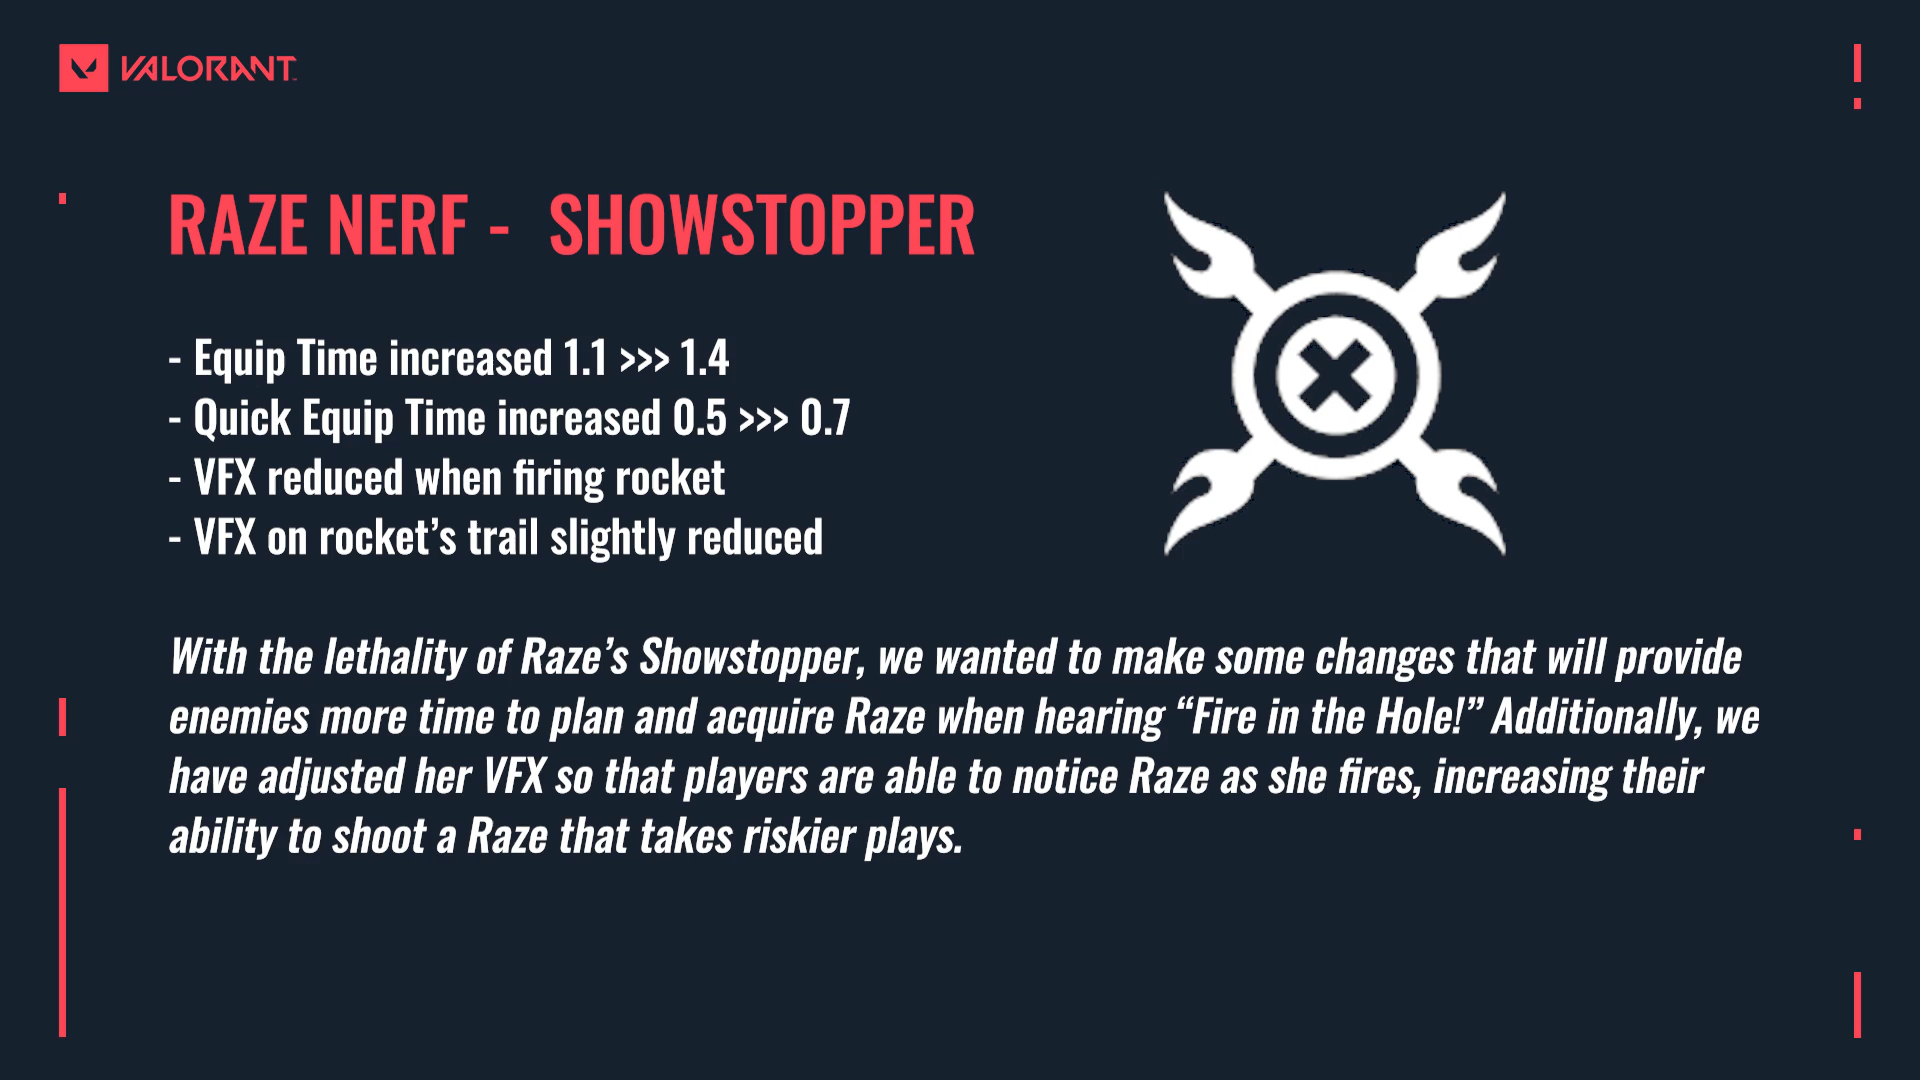 VALORANT
RAZE NERF - SHOWSTOPPER
- Equip Time increased 1.1 >>> 1.4
- Quick Equip Time increased 0.5 >>> 0.7
- VFX reduced when firing rocket
- VFX on rocket’s trail slightly reduced
With the lethality of Raze’s Showstopper, we wanted to make some changes that will provide
enemies more time to plan and acquire Raze when hearing “Fire in the Hole!” Additionally, we
have adjusted her VFX so that players are able to notice Raze as she fires, increasing their
ability to shoot a Raze that takes riskier plays.